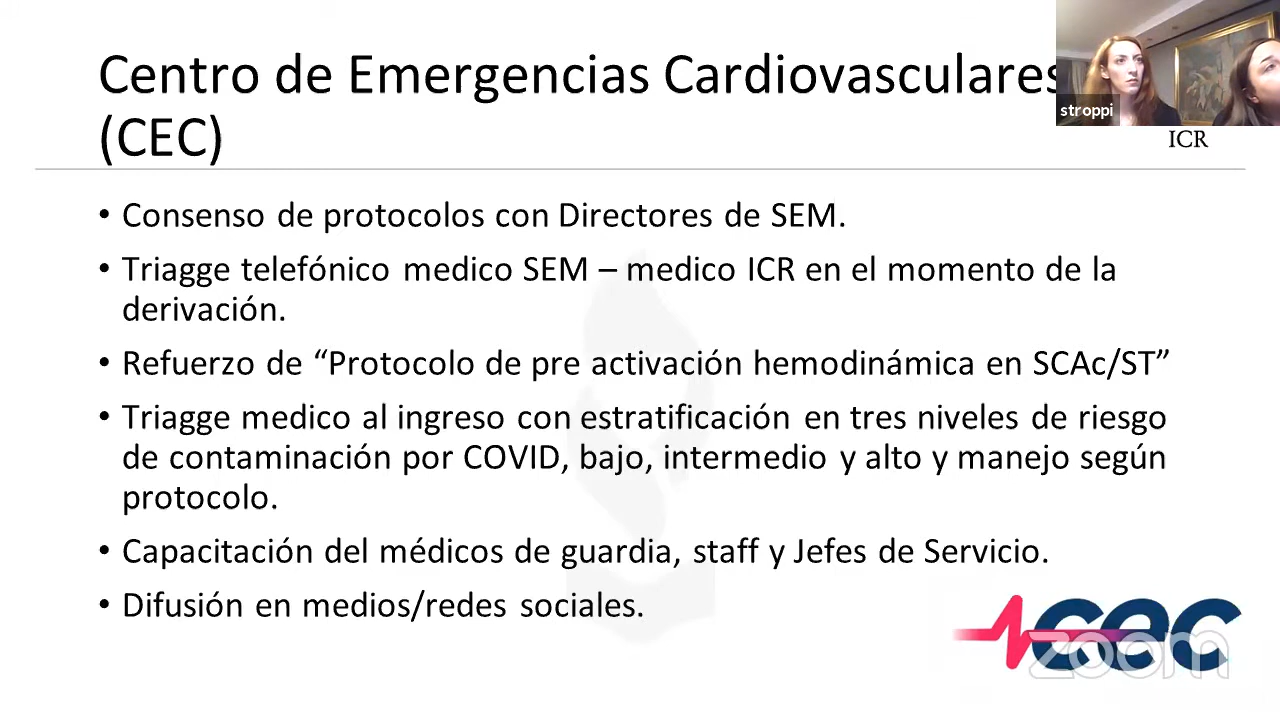 Centro de Emergencias Cardiovasculares
(CEC)
stroppi
ICR
• Consenso de protocolos con Directores de SEM.
• Triagge telefónico medico SEM – medico ICR en el momento de la
derivación.
• Refuerzo de “Protocolo de pre activación hemodinámica en SCAc/ST”
• Triagge medico al ingreso con estratificación en tres niveles de riesgo
de contaminación por COVID, bajo, intermedio y alto y manejo según
protocolo.
• Capacitación del médicos de guardia, staff y Jefes de Servicio.
• Difusión en medios/redes sociales.
cec
zoom